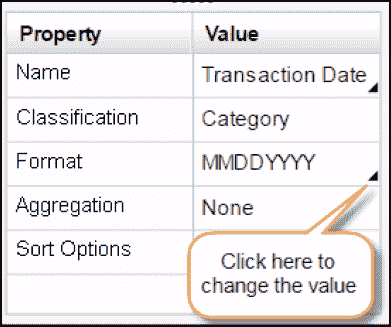 Property Value
Name Transaction Date
Classification Category
Format MMDDYYYY
Aggregation None
Sort Options
Click here to
change the value